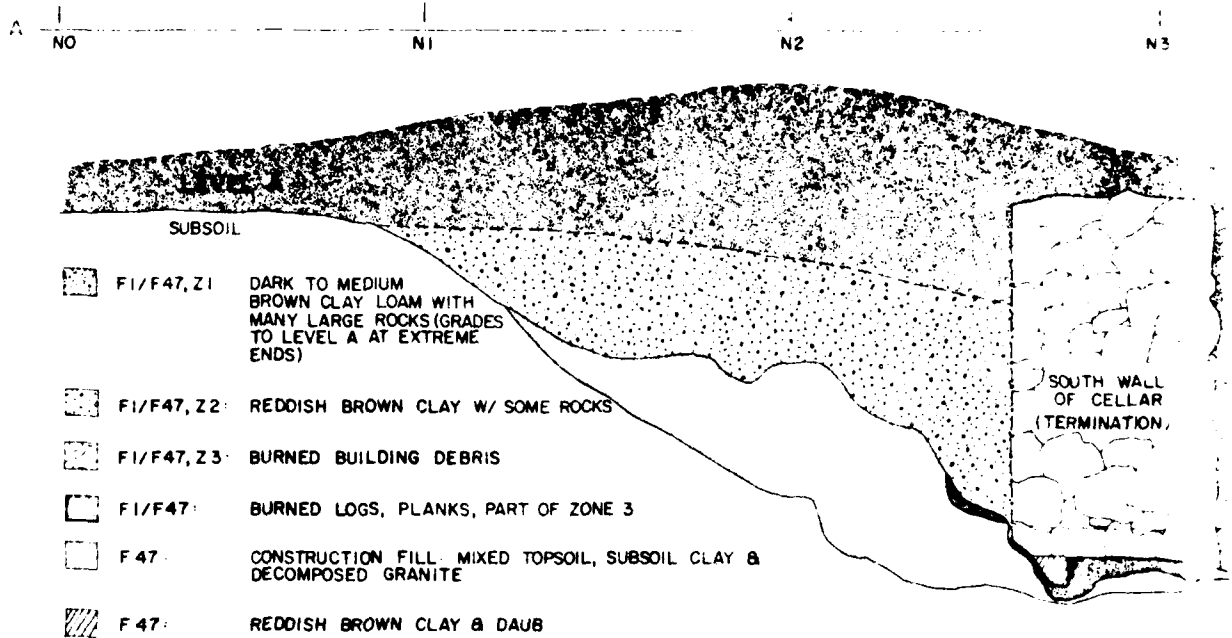 A
N0 N1 N2 N3
LEVEL A
SUBSOIL
F1/F47, Z1 DARK TO MEDIUM
BROWN CLAY LOAM WITH
MANY LARGE ROCKS (GRADES
TO LEVEL A AT EXTREME
ENDS)
F1/F47, Z2: REDDISH BROWN CLAY W/ SOME ROCKS
F1/F47, Z3: BURNED BUILDING DEBRIS
F1/F47: BURNED LOGS, PLANKS, PART OF ZONE 3
F 47: CONSTRUCTION FILL: MIXED TOPSOIL, SUBSOIL CLAY &
DECOMPOSED GRANITE
F 47: REDDISH BROWN CLAY & DAUB
SOUTH WALL
OF CELLAR
(TERMINATION)